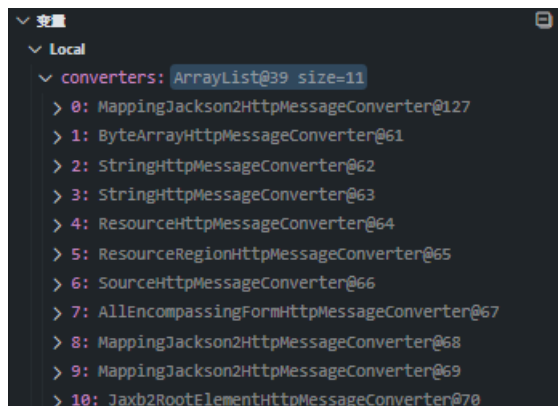 变量
Local
converters: ArrayList@39 size=11
0: MappingJackson2HttpMessageConverter@127
1: ByteArrayHttpMessageConverter@61
2: StringHttpMessageConverter@62
3: StringHttpMessageConverter@63
4: ResourceHttpMessageConverter@64
5: ResourceRegionHttpMessageConverter@65
6: SourceHttpMessageConverter@66
7: AllEncompassingFormHttpMessageConverter@67
8: MappingJackson2HttpMessageConverter@68
9: MappingJackson2HttpMessageConverter@69
10: Jaxb2RootElementHttpMessageConverter@70